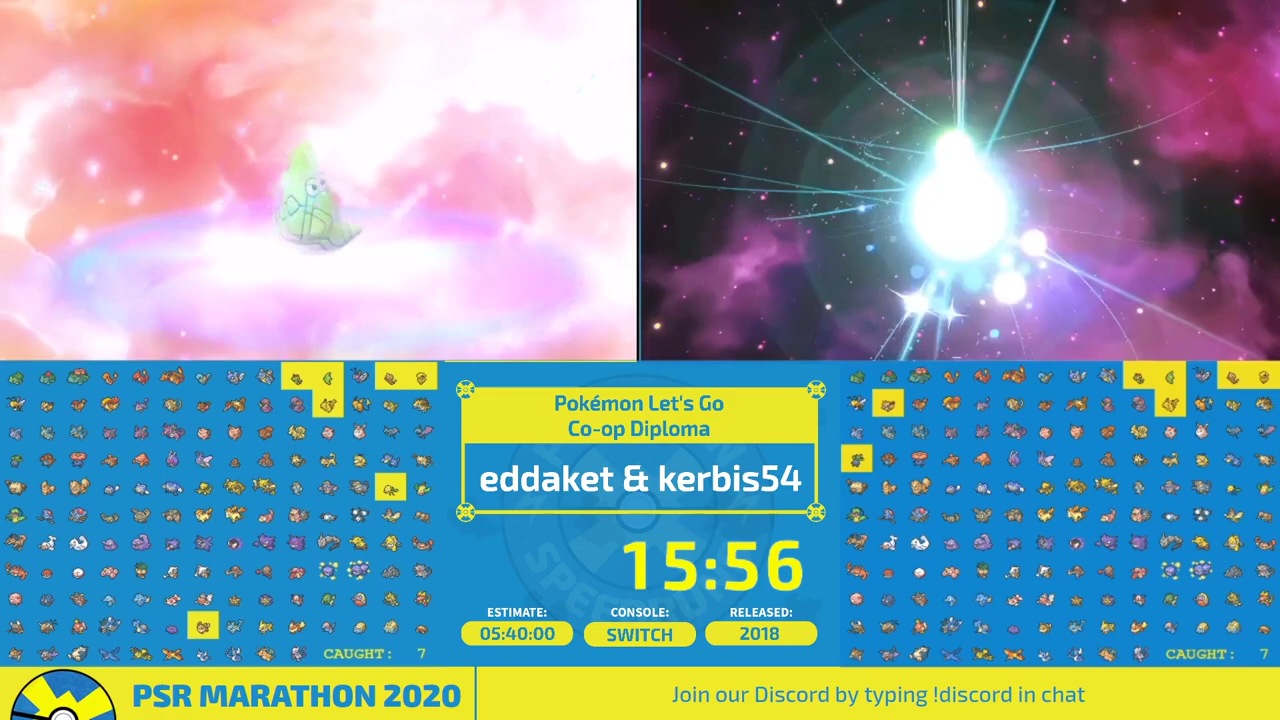 Pokémon Let's Go
Co-op Diploma
eddaket & kerbis54
15:56
ESTIMATE:
CONSOLE:
RELEASED:
05:40:00
SWITCH
2018
CAUGHT: 7
CAUGHT: 7
PSR MARATHON 2020
Join our Discord by typing !discord in chat